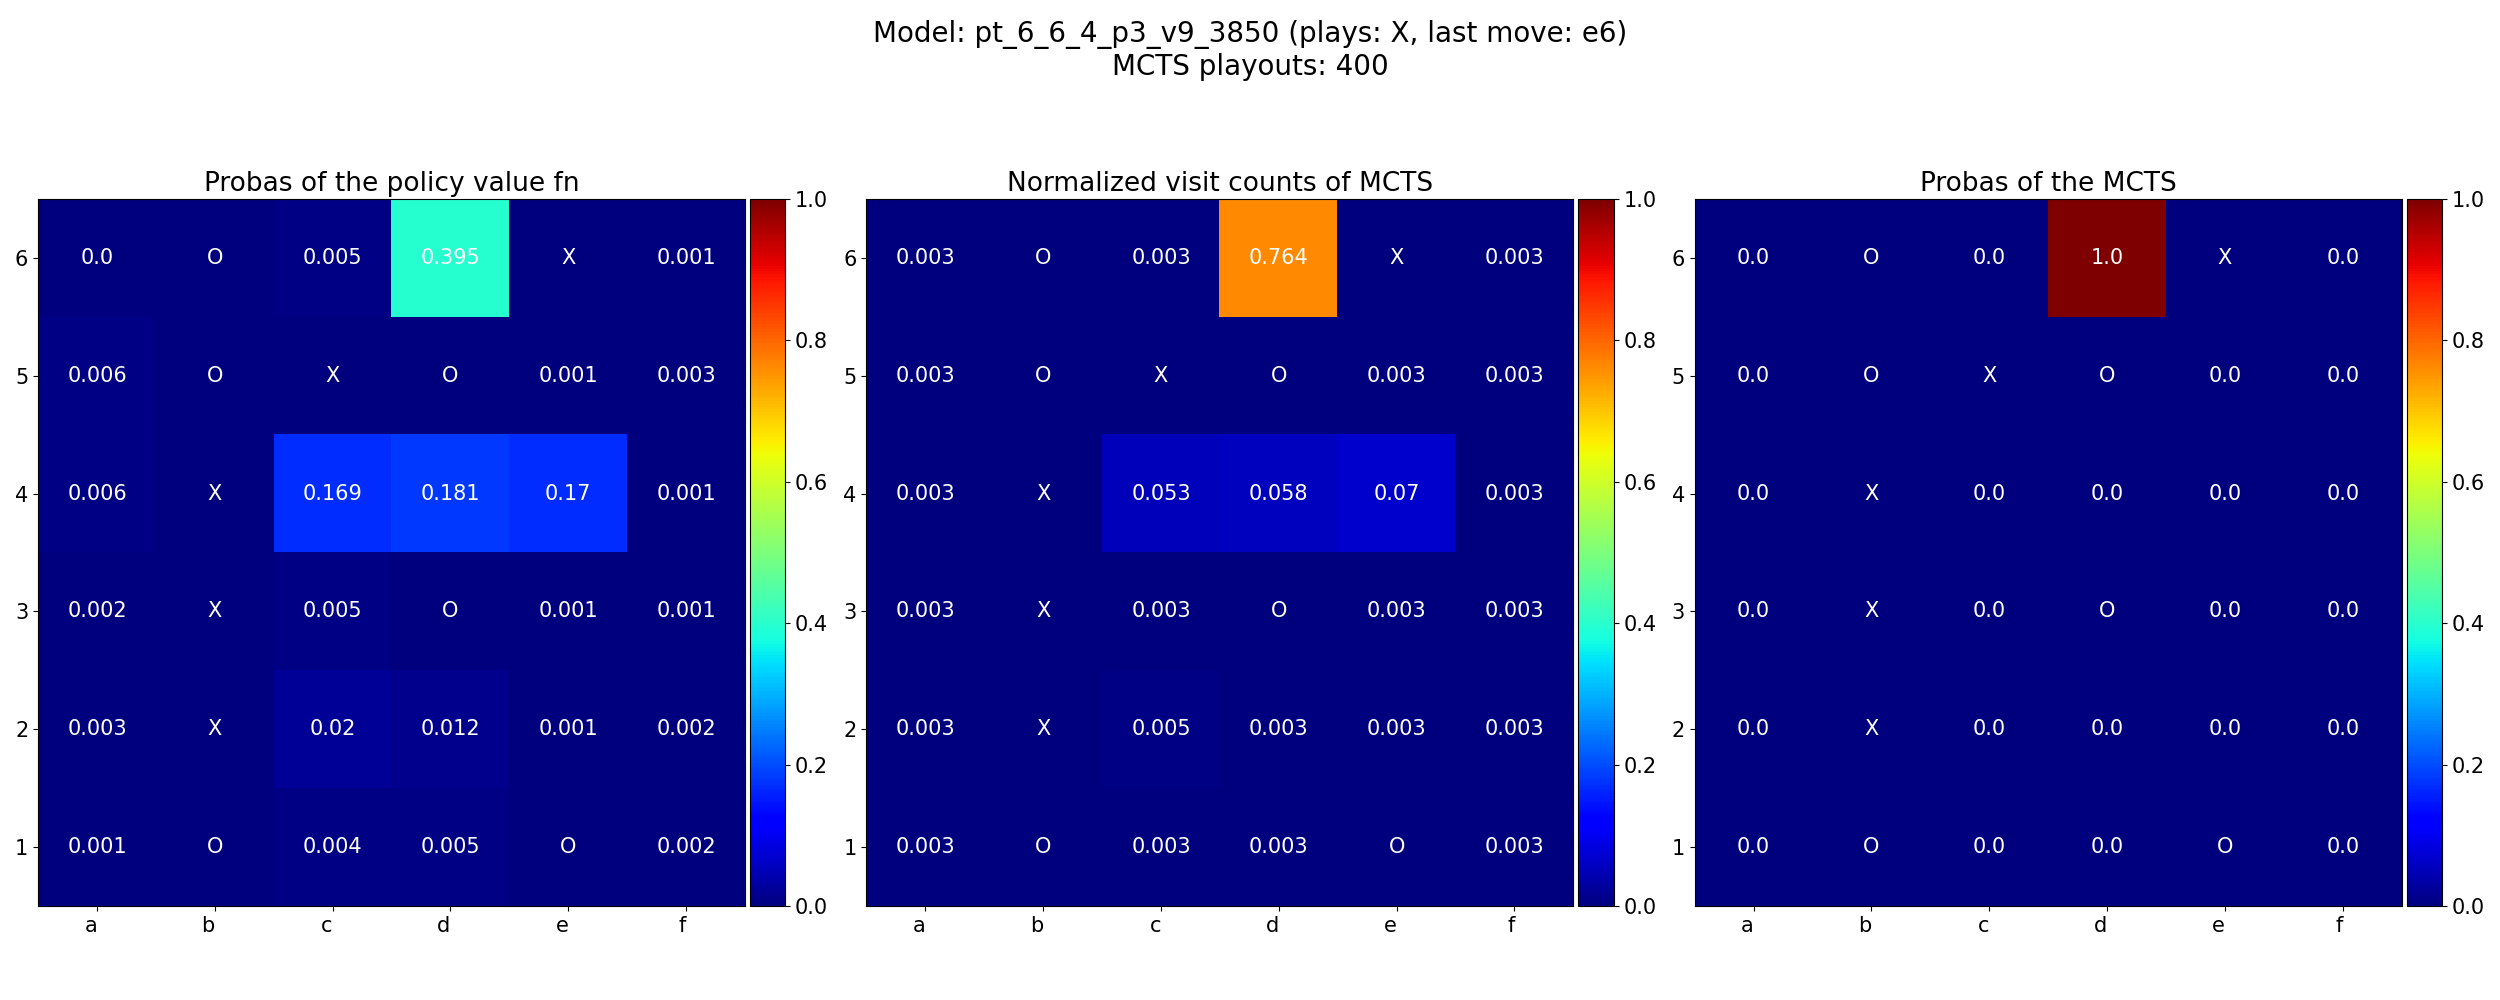 Model: pt_6_6_4_p3_v9_3850 (plays: X, last move: e6)
MCTS playouts: 400
Probas of the policy value fn
6 0.0 O 0.005 0.395 X 0.001
5 0.006 O X O 0.001 0.003
4 0.006 X 0.169 0.181 0.17 0.001
3 0.002 X 0.005 O 0.001 0.001
2 0.003 X 0.02 0.012 0.001 0.002
1 0.001 O 0.004 0.005 O 0.002
a b c d e f
1.0
0.8
0.6
0.4
0.2
0.0
Normalized visit counts of MCTS
6 0.003 O 0.003 0.764 X 0.003
5 0.003 O X O 0.003 0.003
4 0.003 X 0.053 0.058 0.07 0.003
3 0.003 X 0.003 O 0.003 0.003
2 0.003 X 0.005 0.003 0.003 0.003
1 0.003 O 0.003 0.003 O 0.003
a b c d e f
1.0
0.8
0.6
0.4
0.2
0.0
Probas of the MCTS
6 0.0 O 0.0 1.0 X 0.0
5 0.0 O X O 0.0 0.0
4 0.0 X 0.0 0.0 0.0 0.0
3 0.0 X 0.0 O 0.0 0.0
2 0.0 X 0.0 0.0 0.0 0.0
1 0.0 O 0.0 0.0 O 0.0
a b c d e f
1.0
0.8
0.6
0.4
0.2
0.0